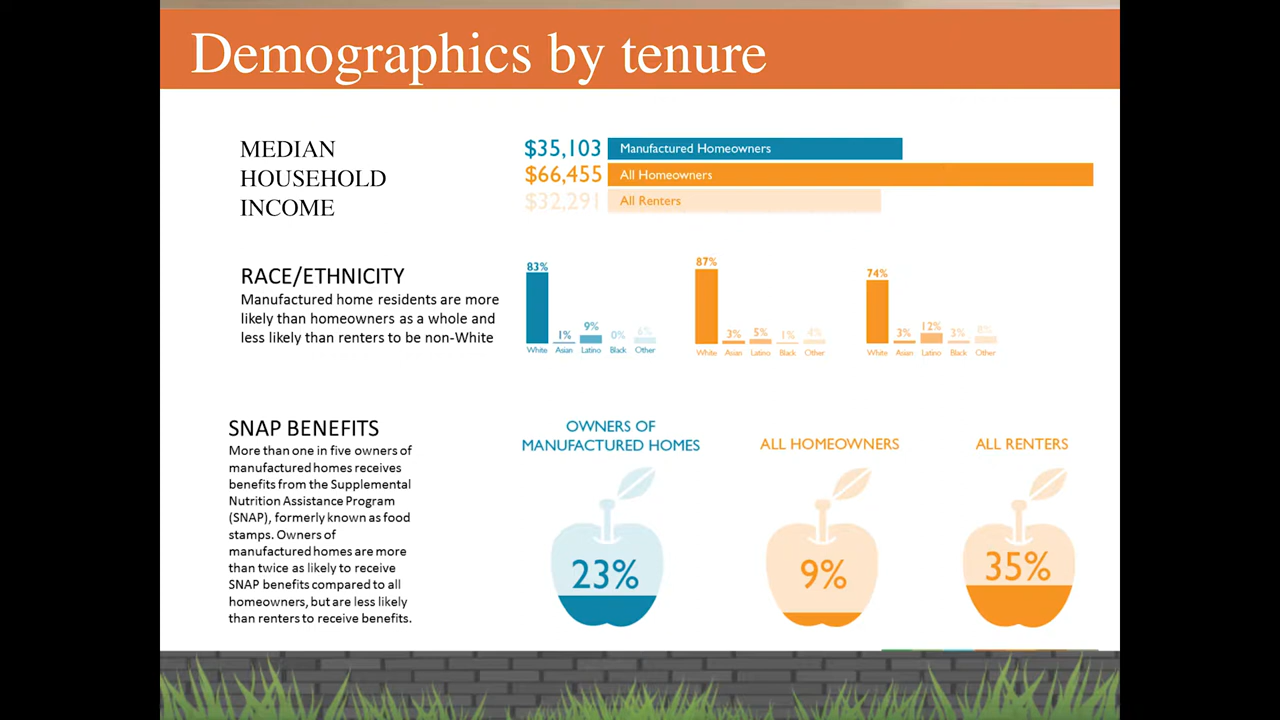 Demographics by tenure
MEDIAN
HOUSEHOLD
INCOME
$35,103 Manufactured Homeowners
$66,455 All Homeowners
$32,291 All Renters
RACE/ETHNICITY
Manufactured home residents are more
likely than homeowners as a whole and
less likely than renters to be non-White
83%
1%
9%
0%
6%
White Asian Latino Black Other
87%
3%
5%
1%
4%
White Asian Latino Black Other
74%
3%
12%
3%
8%
White Asian Latino Black Other
SNAP BENEFITS
More than one in five owners of
manufactured homes receives
benefits from the Supplemental
Nutrition Assistance Program
(SNAP), formerly known as food
stamps. Owners of
manufactured homes are more
than twice as likely to receive
SNAP benefits compared to all
homeowners, but are less likely
than renters to receive benefits.
OWNERS OF
MANUFACTURED HOMES
23%
ALL HOMEOWNERS
9%
ALL RENTERS
35%